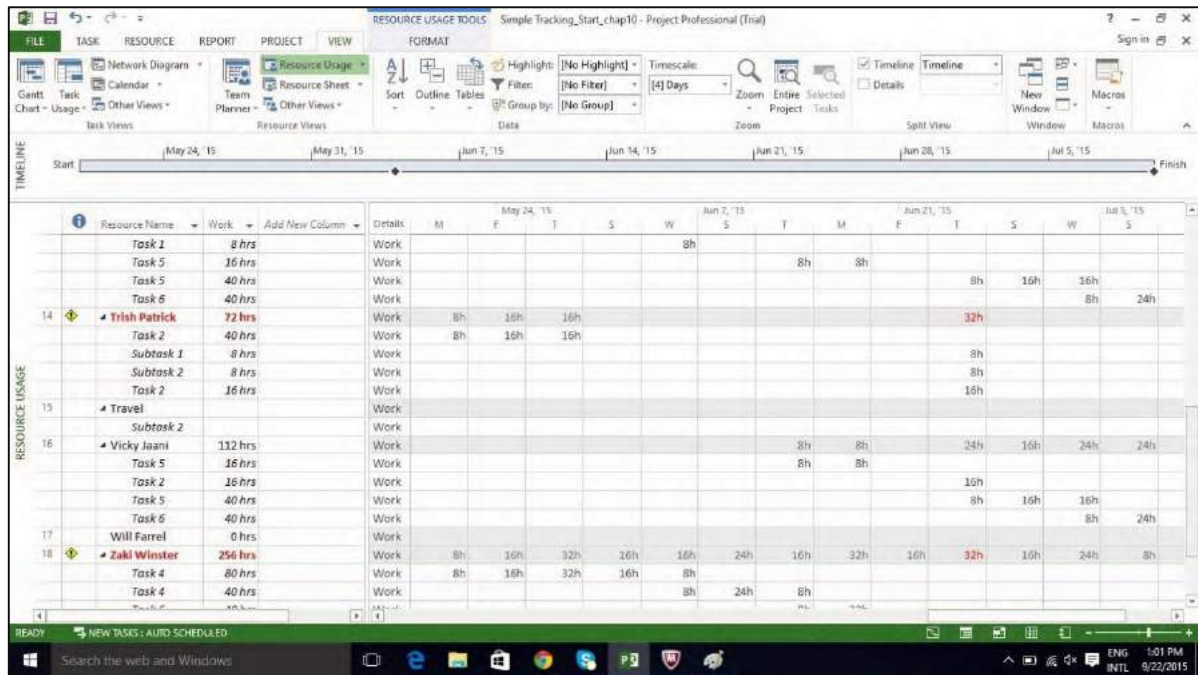 RESOURCE USAGE TOOLS Simple Tracking_Start_chap10 - Project Professional (Trial)
FILE TASK RESOURCE REPORT PROJECT VIEW FORMAT Sign in
Network Diagram Resource Usage Highlight: [No Highlight] Timescale: Timeline Timeline
Calendar Resource Sheet Filter: [No Filter] [4] Days Details
Gantt Chart Task Usage Other Views Team Planner Other Views Sort Outline Tables Group by: [No Group] Zoom Entire Project Selected Tasks New Window Macros
Task Views Resource Views Data Zoom Split View Window Macros
TIMELINE
May 24, '15 May 31, '15 Jun 7, '15 Jun 14, '15 Jun 21, '15 Jun 28, '15 Jul 5, '15
Start Finish
May 24, '15 Jun 7, '15 Jun 21, '15 Jul 5, '15
Resource Name Work Add New Column Details M F T S W S T M F T S W S
Task 1 8 hrs Work 8h
Task 5 16 hrs Work 8h 8h
Task 5 40 hrs Work 8h 16h 16h
Task 6 40 hrs Work 8h 24h
14 Trish Patrick 72 hrs Work 8h 16h 16h 32h
Task 2 40 hrs Work 8h 16h 16h
Subtask 1 8 hrs Work 8h
Subtask 2 8 hrs Work 8h
Task 2 16 hrs Work 16h
RESOURCE USAGE
15 Travel Work
Subtask 2 Work
16 Vicky Jaani 112 hrs Work 8h 8h 24h 16h 24h 24h
Task 5 16 hrs Work 8h 8h
Task 2 16 hrs Work 16h
Task 5 40 hrs Work 8h 16h 16h
Task 6 40 hrs Work 8h 24h
17 Will Farrel 0 hrs Work
18 Zaki Winster 256 hrs Work 8h 16h 32h 16h 16h 24h 16h 32h 16h 32h 16h 24h 8h
Task 4 80 hrs Work 8h 16h 32h 16h 8h
Task 4 40 hrs Work 8h 24h 8h
READY NEW TASKS : AUTO SCHEDULED
Search the web and Windows ENG 1:01 PM
INTL 9/22/2015